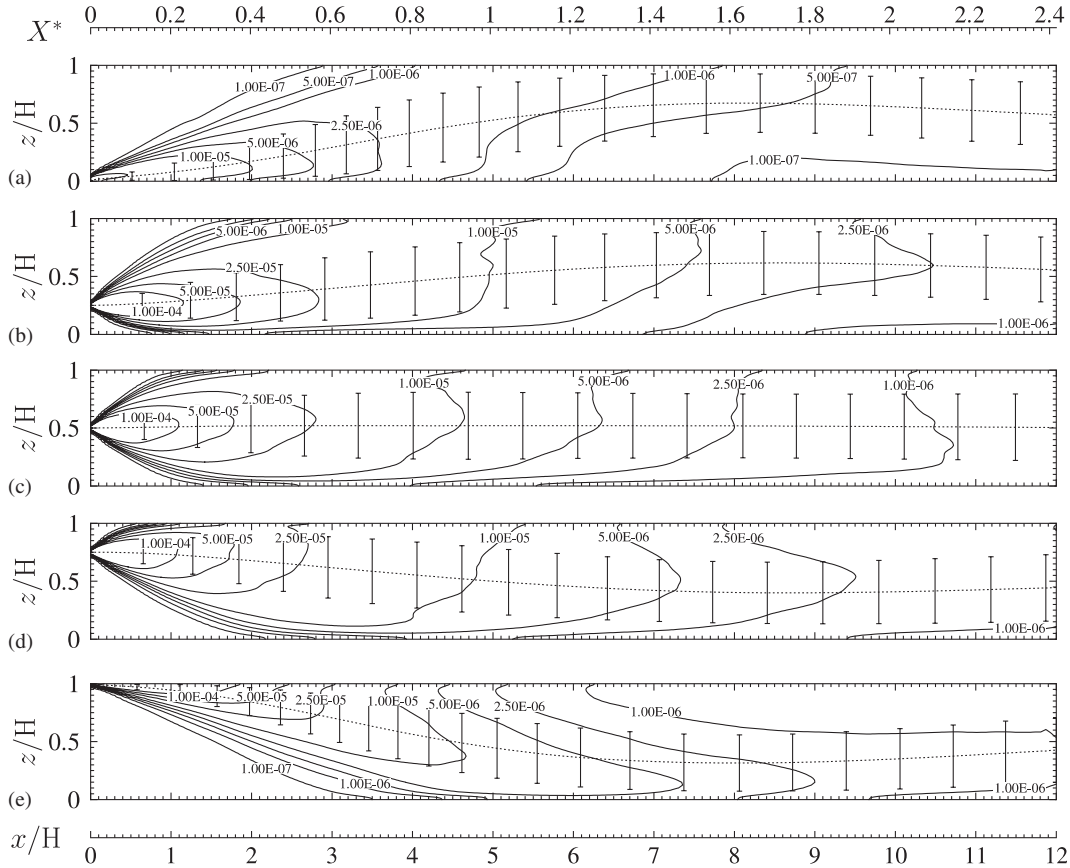 X* 0 0.2 0.4 0.6 0.8 1 1.2 1.4 1.6 1.8 2 2.2 2.4
(a) z/H 1 0.5 0 1.00E-07 5.00E-07 1.00E-06 2.50E-06 5.00E-06 1.00E-05 1.00E-06 5.00E-07 1.00E-07
(b) z/H 1 0.5 0 5.00E-06 1.00E-05 2.50E-05 5.00E-05 1.00E-04 1.00E-05 5.00E-06 2.50E-06 1.00E-06
(c) z/H 1 0.5 0 1.00E-04 5.00E-05 2.50E-05 1.00E-05 5.00E-06 2.50E-06 1.00E-06
(d) z/H 1 0.5 0 1.00E-04 5.00E-05 2.50E-05 1.00E-05 5.00E-06 2.50E-06 1.00E-06
(e) z/H 1 0.5 0 1.00E-04 5.00E-05 2.50E-05 1.00E-05 5.00E-06 2.50E-06 1.00E-06 1.00E-07 1.00E-06 1.00E-06
x/H 0 1 2 3 4 5 6 7 8 9 10 11 12